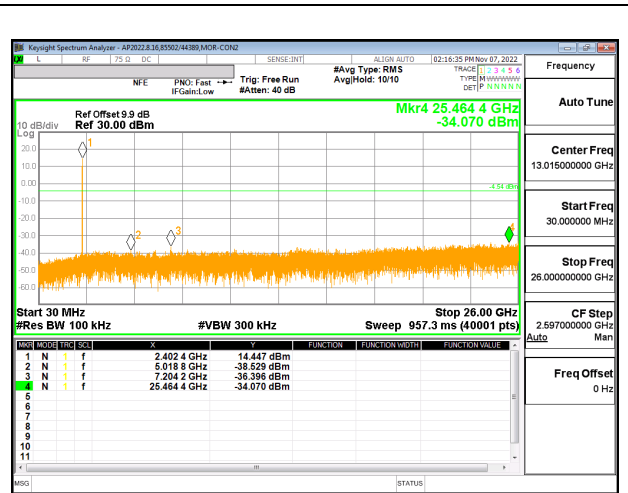 Keysight Spectrum Analyzer - AP2022.8.16,85502/44389,MOR-CON2
L RF 75 Ω DC SENSE:INT ALIGN AUTO 02:16:35 PM Nov 07, 2022
NFE PNO: Fast IFGain:Low Trig: Free Run #Atten: 40 dB
#Avg Type: RMS
Avg|Hold: 10/10
TRACE 1 2 3 4 5 6
TYPE M WWWWW
DET P N N N N N
Ref Offset 9.9 dB
10 dB/div Ref 30.00 dBm
Log
Mkr4 25.464 4 GHz
-34.070 dBm
20.0
10.0
0.00
-10.0
-20.0
-30.0
-40.0
-50.0
-60.0
1
2
3
4
-4.54 dBm
Start 30 MHz Stop 26.00 GHz
#Res BW 100 kHz #VBW 300 kHz Sweep 957.3 ms (40001 pts)
MKR MODE TRC SCL X Y FUNCTION FUNCTION WIDTH FUNCTION VALUE
1 N 1 f 2.402 4 GHz 14.447 dBm
2 N 1 f 5.018 8 GHz -38.529 dBm
3 N 1 f 7.204 2 GHz -36.396 dBm
4 N 1 f 25.464 4 GHz -34.070 dBm
5
6
7
8
9
10
11
MSG STATUS
Frequency
Auto Tune
Center Freq
13.015000000 GHz
Start Freq
30.000000 MHz
Stop Freq
26.000000000 GHz
CF Step
2.597000000 GHz
Auto Man
Freq Offset
0 Hz